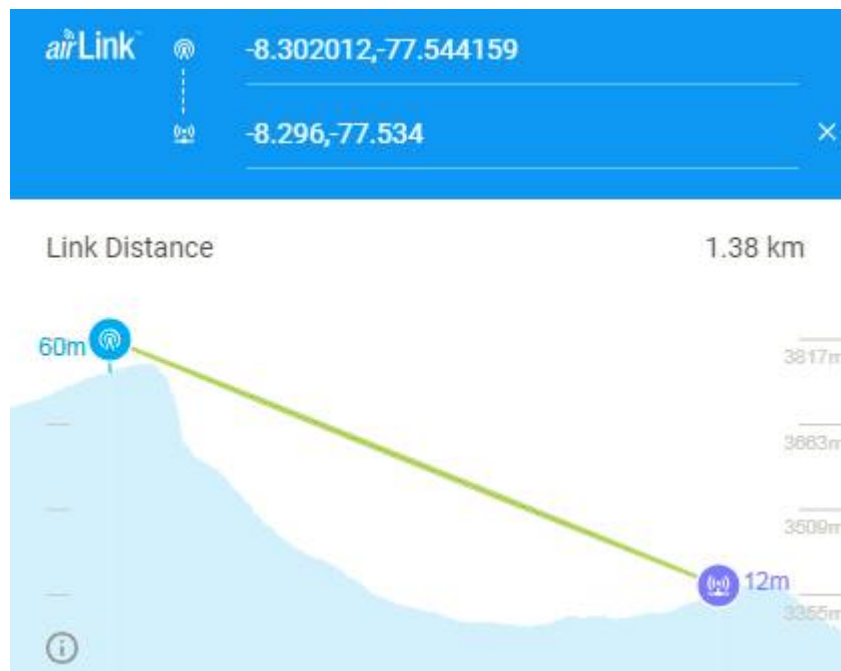 airLink
-8.302012,-77.544159
-8.296,-77.534
Link Distance 1.38 km
60m
3817m
3663m
3509m
12m
3355m